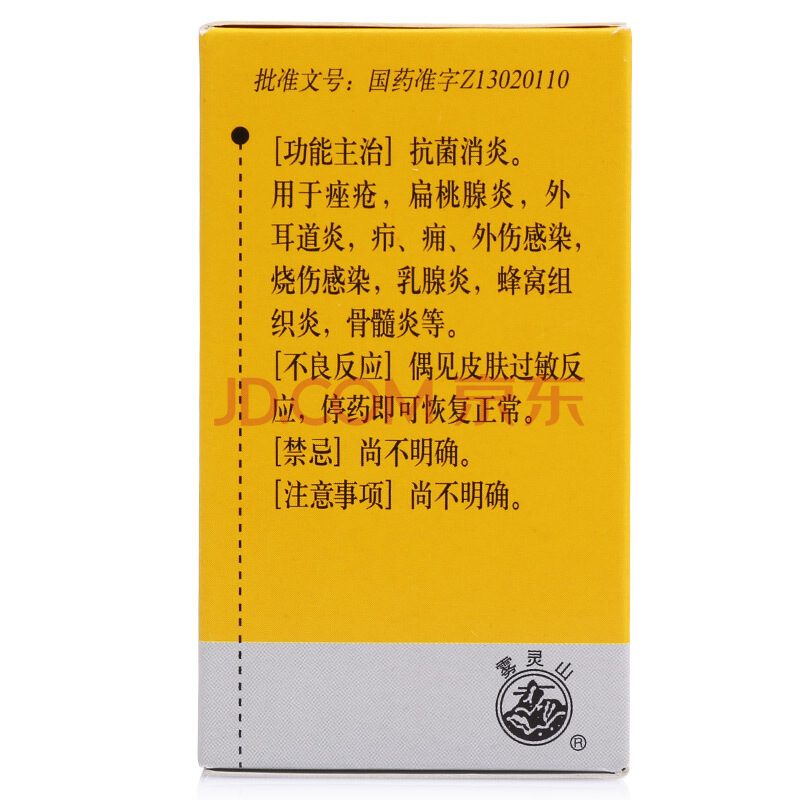 批准文号：国药准字Z13020110
[功能主治] 抗菌消炎。
用于痤疮，扁桃腺炎，外
耳道炎，疖、痈、外伤感染，
烧伤感染，乳腺炎，蜂窝组
织炎，骨髓炎等。
[不良反应] 偶见皮肤过敏反
应，停药即可恢复正常。
JD.COM 京东
[禁忌] 尚不明确。
[注意事项] 尚不明确。
雾灵山
®